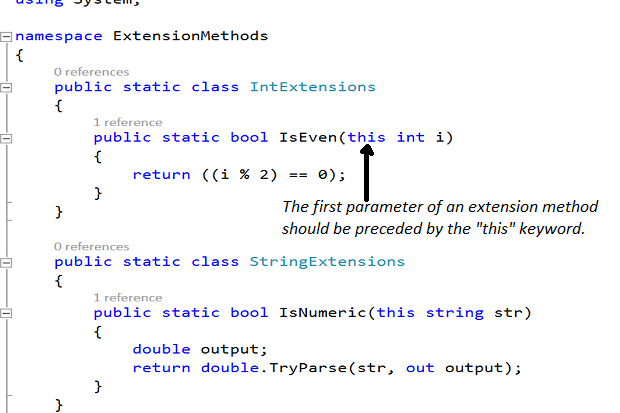 using System;
namespace ExtensionMethods
{
0 references
public static class IntExtensions
{
1 reference
public static bool IsEven(this int i)
{
return ((i % 2) == 0);
}
}
The first parameter of an extension method
should be preceded by the "this" keyword.
0 references
public static class StringExtensions
{
1 reference
public static bool IsNumeric(this string str)
{
double output;
return double.TryParse(str, out output);
}
}